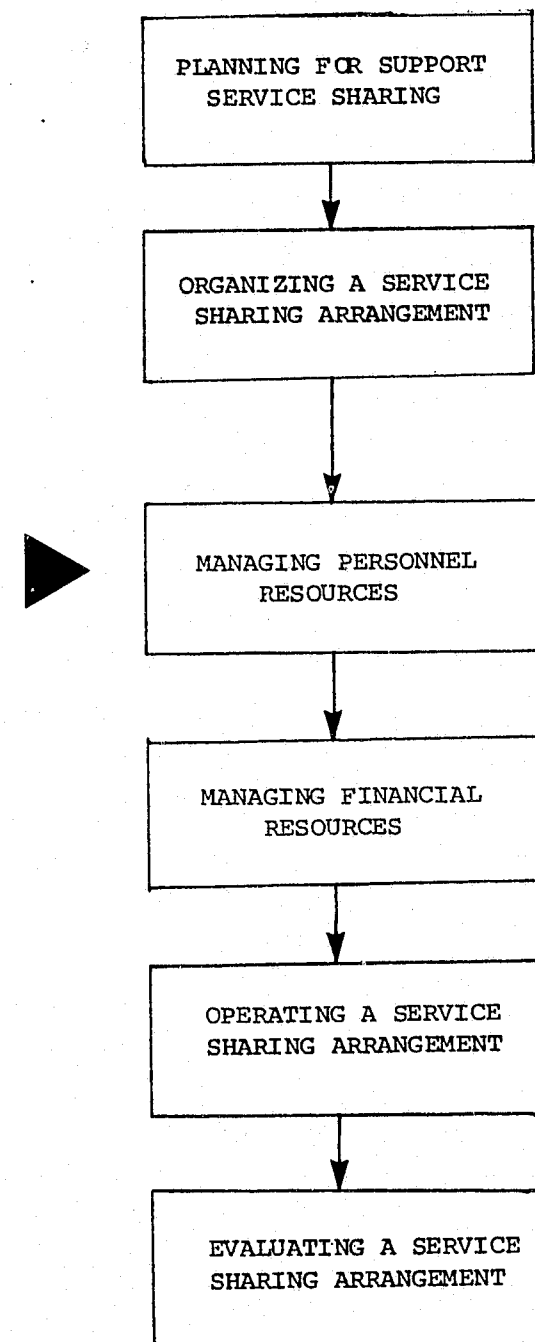 PLANNING FOR SUPPORT
SERVICE SHARING
ORGANIZING A SERVICE
SHARING ARRANGEMENT
MANAGING PERSONNEL
RESOURCES
MANAGING FINANCIAL
RESOURCES
OPERATING A SERVICE
SHARING ARRANGEMENT
EVALUATING A SERVICE
SHARING ARRANGEMENT